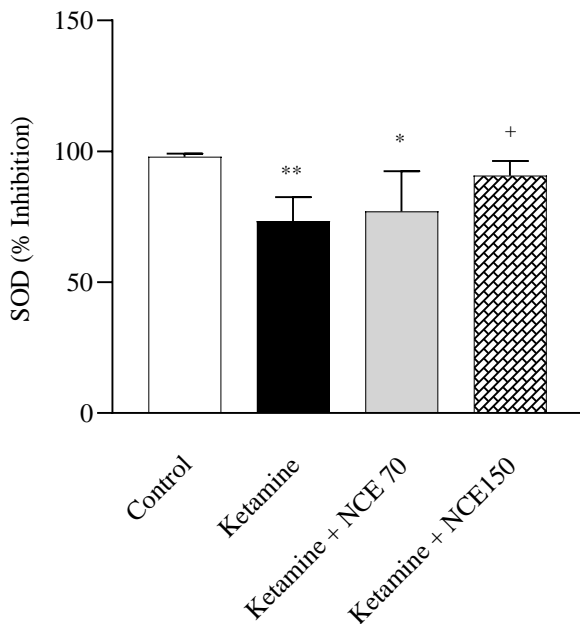 150
100
50
0
SOD (% Inhibition)
**
*
+
Control
Ketamine
Ketamine + NCE 70
Ketamine + NCE150